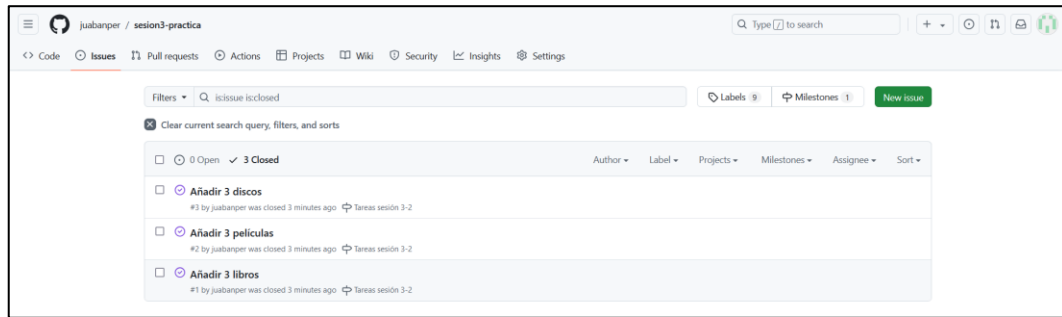 juabanper / sesion3-practica
Type / to search
Code Issues Pull requests Actions Projects Wiki Security Insights Settings
Filters is:issue is:closed Labels 9 Milestones 1 New issue
Clear current search query, filters, and sorts
0 Open 3 Closed Author Label Projects Milestones Assignee Sort
Añadir 3 discos
#3 by juabanper was closed 3 minutes ago Tareas sesión 3-2
Añadir 3 películas
#2 by juabanper was closed 3 minutes ago Tareas sesión 3-2
Añadir 3 libros
#1 by juabanper was closed 3 minutes ago Tareas sesión 3-2